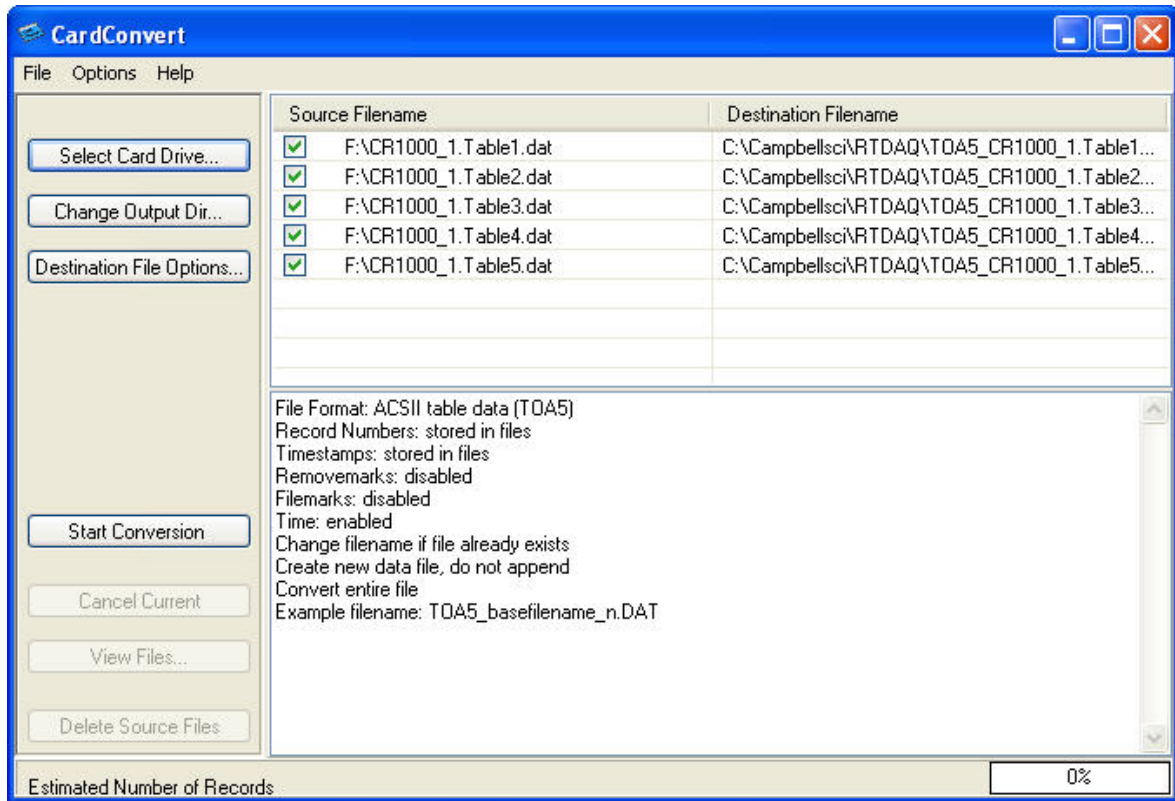 CardConvert
File Options Help
Source Filename Destination Filename
Select Card Drive...
Change Output Dir...
Destination File Options...
F:\CR1000_1.Table1.dat C:\Campbellsci\RTDAQ\TOA5_CR1000_1.Table1...
F:\CR1000_1.Table2.dat C:\Campbellsci\RTDAQ\TOA5_CR1000_1.Table2...
F:\CR1000_1.Table3.dat C:\Campbellsci\RTDAQ\TOA5_CR1000_1.Table3...
F:\CR1000_1.Table4.dat C:\Campbellsci\RTDAQ\TOA5_CR1000_1.Table4...
F:\CR1000_1.Table5.dat C:\Campbellsci\RTDAQ\TOA5_CR1000_1.Table5...
File Format: ACSII table data (TOA5)
Record Numbers: stored in files
Timestamps: stored in files
Removemarks: disabled
Filemarks: disabled
Time: enabled
Change filename if file already exists
Create new data file, do not append
Convert entire file
Example filename: TOA5_basefilename_n.DAT
Start Conversion
Cancel Current
View Files...
Delete Source Files
Estimated Number of Records
0%